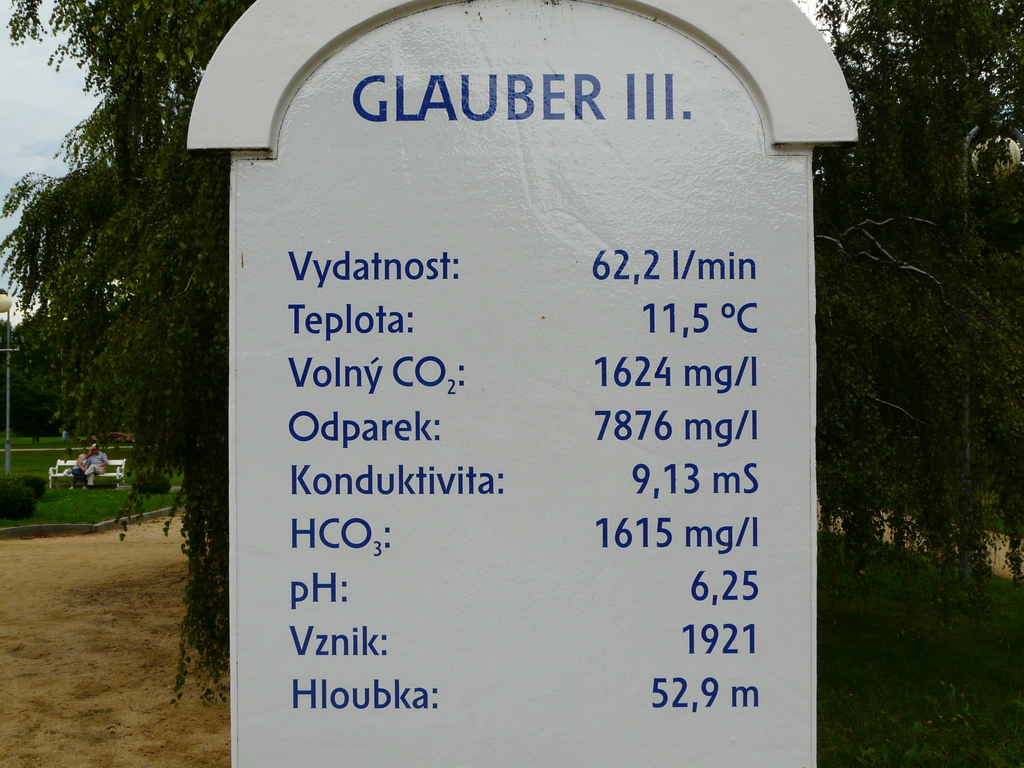 GLAUBER III.
Vydatnost: 62,2 l/min
Teplota: 11,5 ºC
Volný CO₂: 1624 mg/l
Odparek: 7876 mg/l
Konduktivita: 9,13 mS
HCO₃: 1615 mg/l
pH: 6,25
Vznik: 1921
Hloubka: 52,9 m